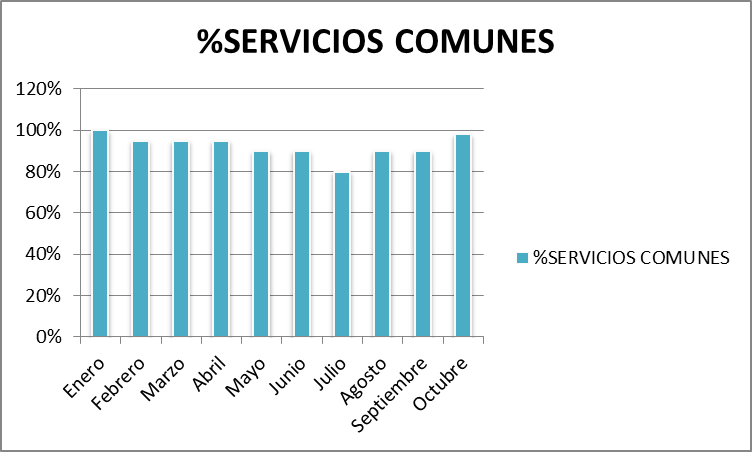 %SERVICIOS COMUNES
120%
100%
80%
60%
40%
20%
0%
Enero
Febrero
Marzo
Abril
Mayo
Junio
Julio
Agosto
Septiembre
Octubre
%SERVICIOS COMUNES